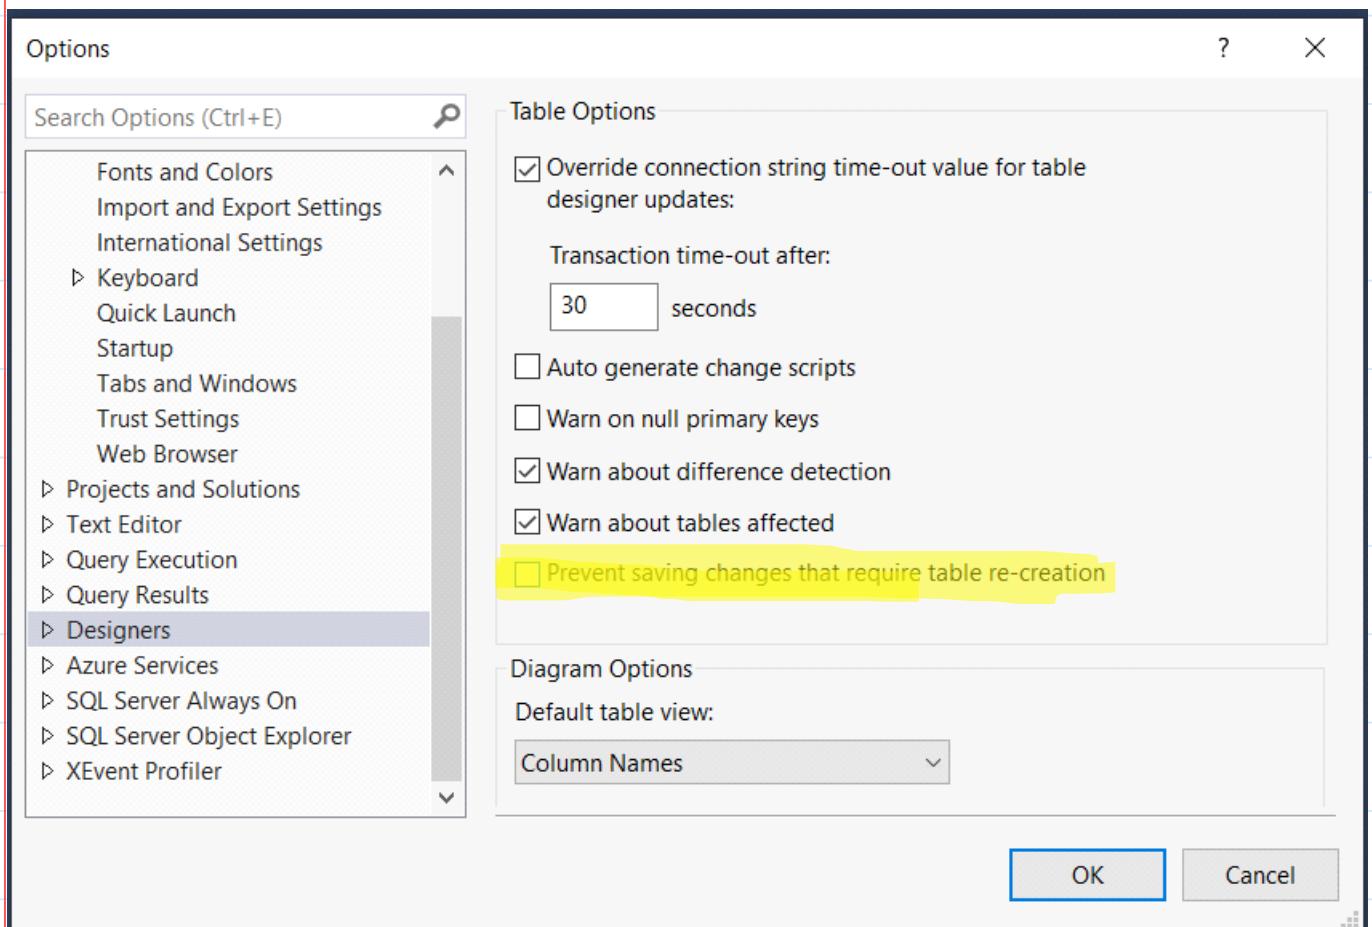 Options
?
Search Options (Ctrl+E)
Fonts and Colors
Import and Export Settings
International Settings
Keyboard
Quick Launch
Startup
Tabs and Windows
Trust Settings
Web Browser
Projects and Solutions
Text Editor
Query Execution
Query Results
Designers
Azure Services
SQL Server Always On
SQL Server Object Explorer
XEvent Profiler
Table Options
Override connection string time-out value for table
designer updates:
Transaction time-out after:
30 seconds
Auto generate change scripts
Warn on null primary keys
Warn about difference detection
Warn about tables affected
Prevent saving changes that require table re-creation
Diagram Options
Default table view:
Column Names
OK Cancel